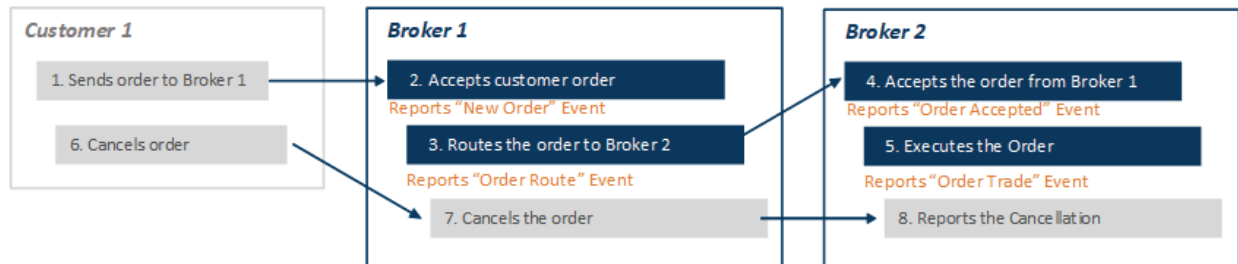 Customer 1
1. Sends order to Broker 1
6. Cancels order
Broker 1
2. Accepts customer order
Reports “New Order” Event
3. Routes the order to Broker 2
Reports “Order Route” Event
7. Cancels the order
Broker 2
4. Accepts the order from Broker 1
Reports “Order Accepted” Event
5. Executes the Order
Reports “Order Trade” Event
8. Reports the Cancellation